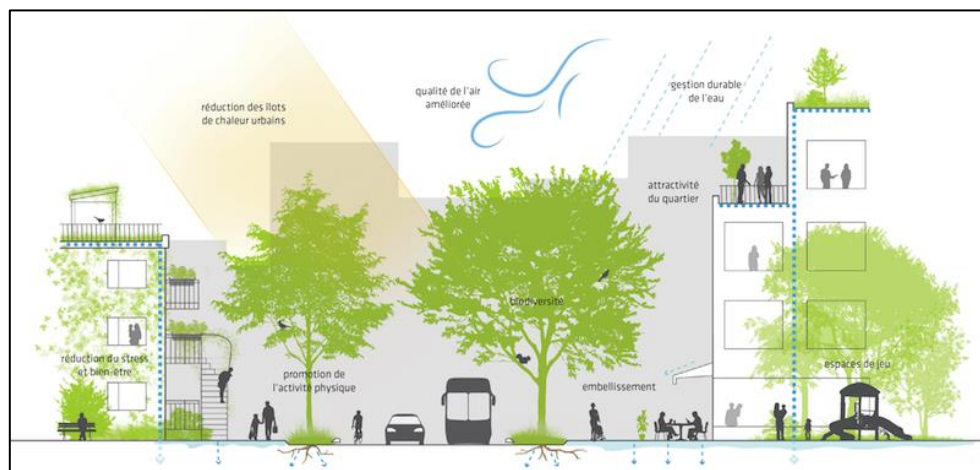 réduction des îlots
de chaleur urbains
qualité de l'air
améliorée
gestion durable
de l'eau
attractivité
du quartier
biodiversité
réduction du stress
et bien-être
promotion de
l'activité physique
embellissement
espaces de jeu